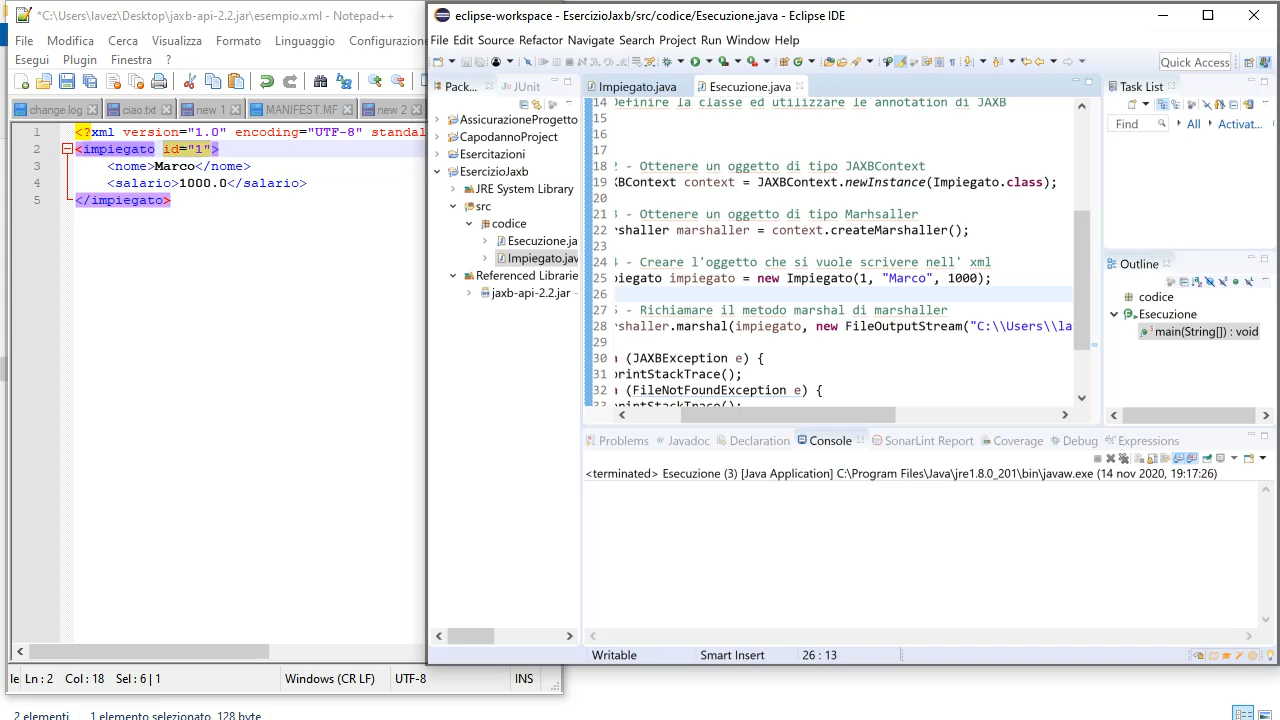 *C:\Users\lavez\Desktop\jaxb-api-2.2.jar\esempio.xml - Notepad++
File Modifica Cerca Visualizza Formato Linguaggio Configurazione
Esegui Plugin Finestra ?
change.log ciao.txt new 1 MANIFEST.MF new 2
1 <?xml version="1.0" encoding="UTF-8" standal
2 <impiegato id="1">
3 <nome>Marco</nome>
4 <salario>1000.0</salario>
5 </impiegato>
Ln : 2 Col : 18 Sel : 6 | 1 Windows (CR LF) UTF-8 INS
2 elementi 1 elemento selezionato 128 byte
eclipse-workspace - EsercizioJaxb/src/codice/Esecuzione.java - Eclipse IDE
File Edit Source Refactor Navigate Search Project Run Window Help
Quick Access
Pack... JUnit
AssicurazioneProgetto
CapodannoProject
Esercitazioni
EsercizioJaxb
JRE System Library
src
codice
Esecuzione.ja
Impiegato.jav
Referenced Librarie
jaxb-api-2.2.jar -
Impiegato.java Esecuzione.java
14 Definire la classe ed utilizzare le annotation di JAXB
15
16
17
18 2 - Ottenere un oggetto di tipo JAXBContext
19 BContext context = JAXBContext.newInstance(Impiegato.class);
20
21 - Ottenere un oggetto di tipo Marhsaller
22 rshaller marshaller = context.createMarshaller();
23
24 - Creare l'oggetto che si vuole scrivere nell' xml
25 piegato impiegato = new Impiegato(1, "Marco", 1000);
26
27 - Richiamare il metodo marshal di marshaller
28 rshaller.marshal(impiegato, new FileOutputStream("C:\\Users\\la
29
30 (JAXBException e) {
31 printStackTrace();
32 (FileNotFoundException e) {
33 printStackTrace();
Task List
Find All Activat...
Outline
codice
Esecuzione
main(String[]) : void
Problems Javadoc Declaration Console SonarLint Report Coverage Debug Expressions
<terminated> Esecuzione (3) [Java Application] C:\Program Files\Java\jre1.8.0_201\bin\javaw.exe (14 nov 2020, 19:17:26)
Writable Smart Insert 26 : 13